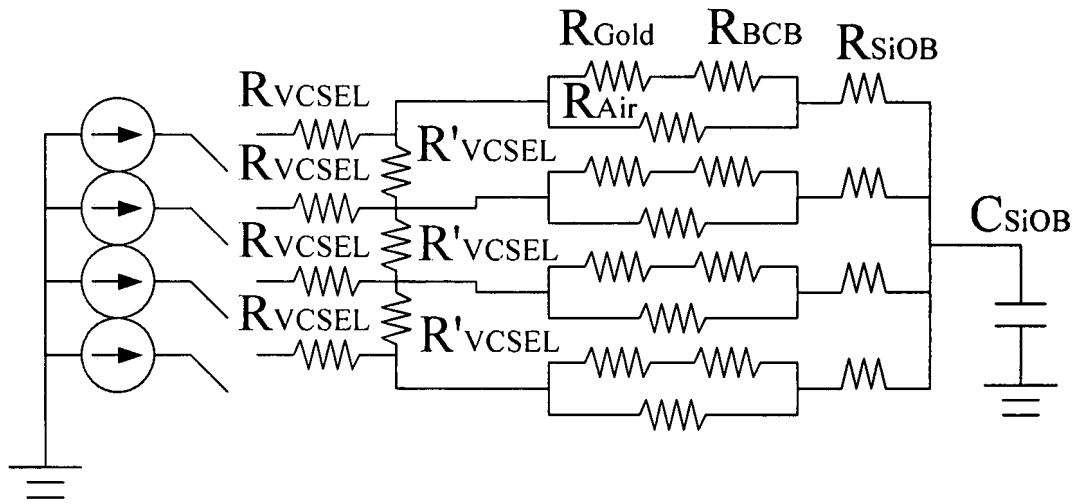 RGold RBCB RSiOB
RVCSEL RAir
R'VCSEL
RVCSEL
CSiOB
RVCSEL R'VCSEL
RVCSEL R'VCSEL